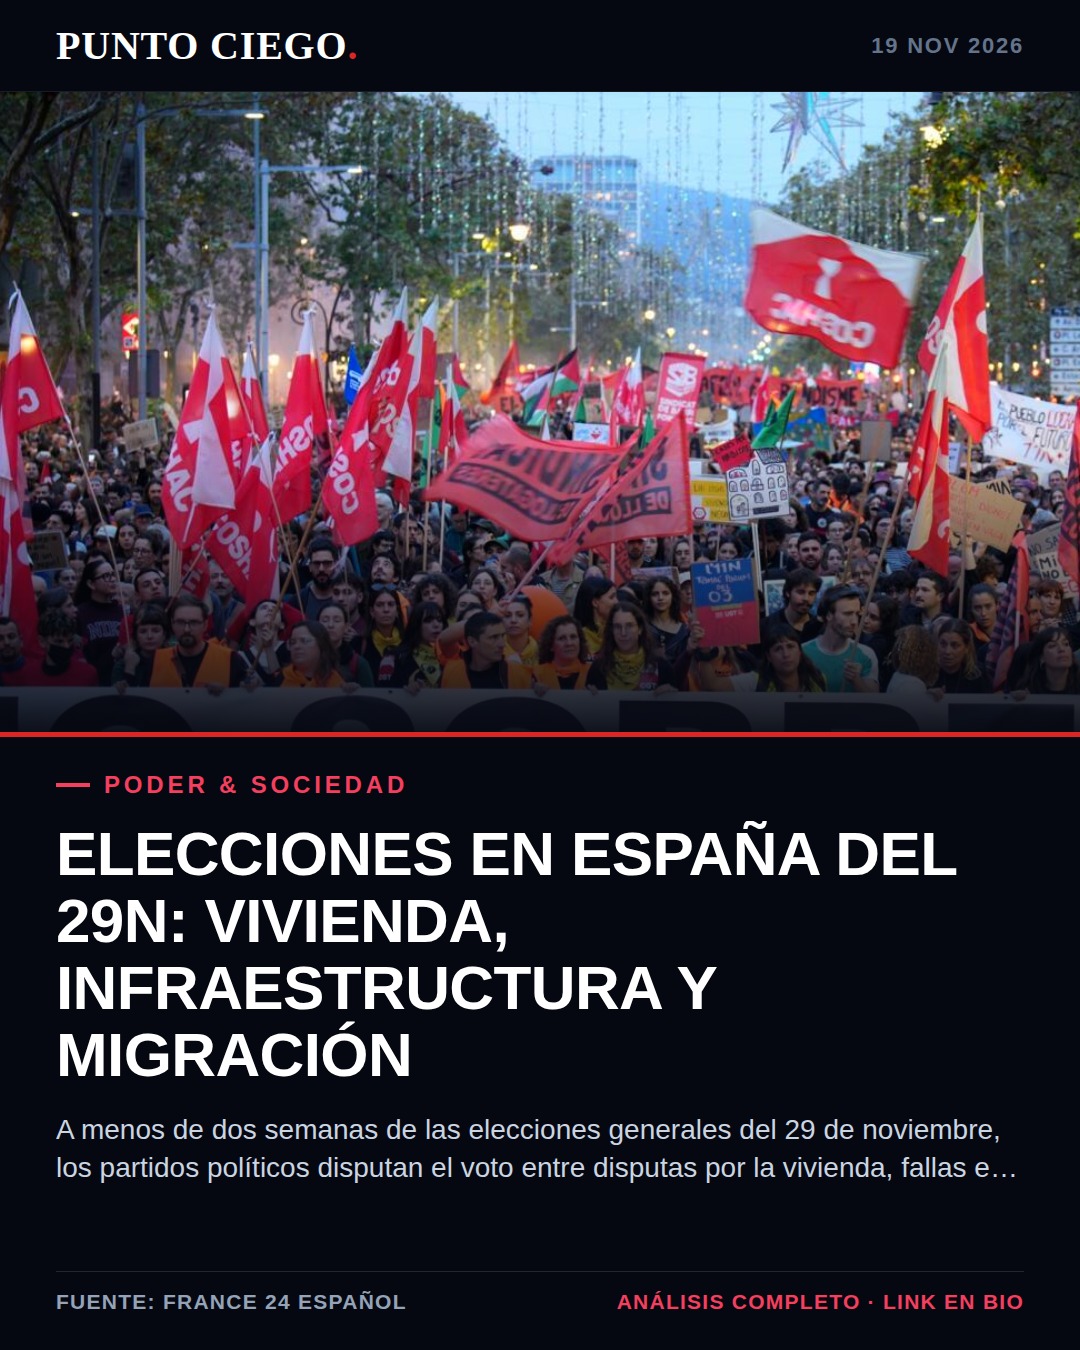 PUNTO CIEGO.
19 NOV 2026
PODER & SOCIEDAD
ELECCIONES EN ESPAÑA DEL
29N: VIVIENDA,
INFRAESTRUCTURA Y
MIGRACIÓN
A menos de dos semanas de las elecciones generales del 29 de noviembre,
los partidos políticos disputan el voto entre disputas por la vivienda, fallas e…
FUENTE: FRANCE 24 ESPAÑOL
ANÁLISIS COMPLETO · LINK EN BIO